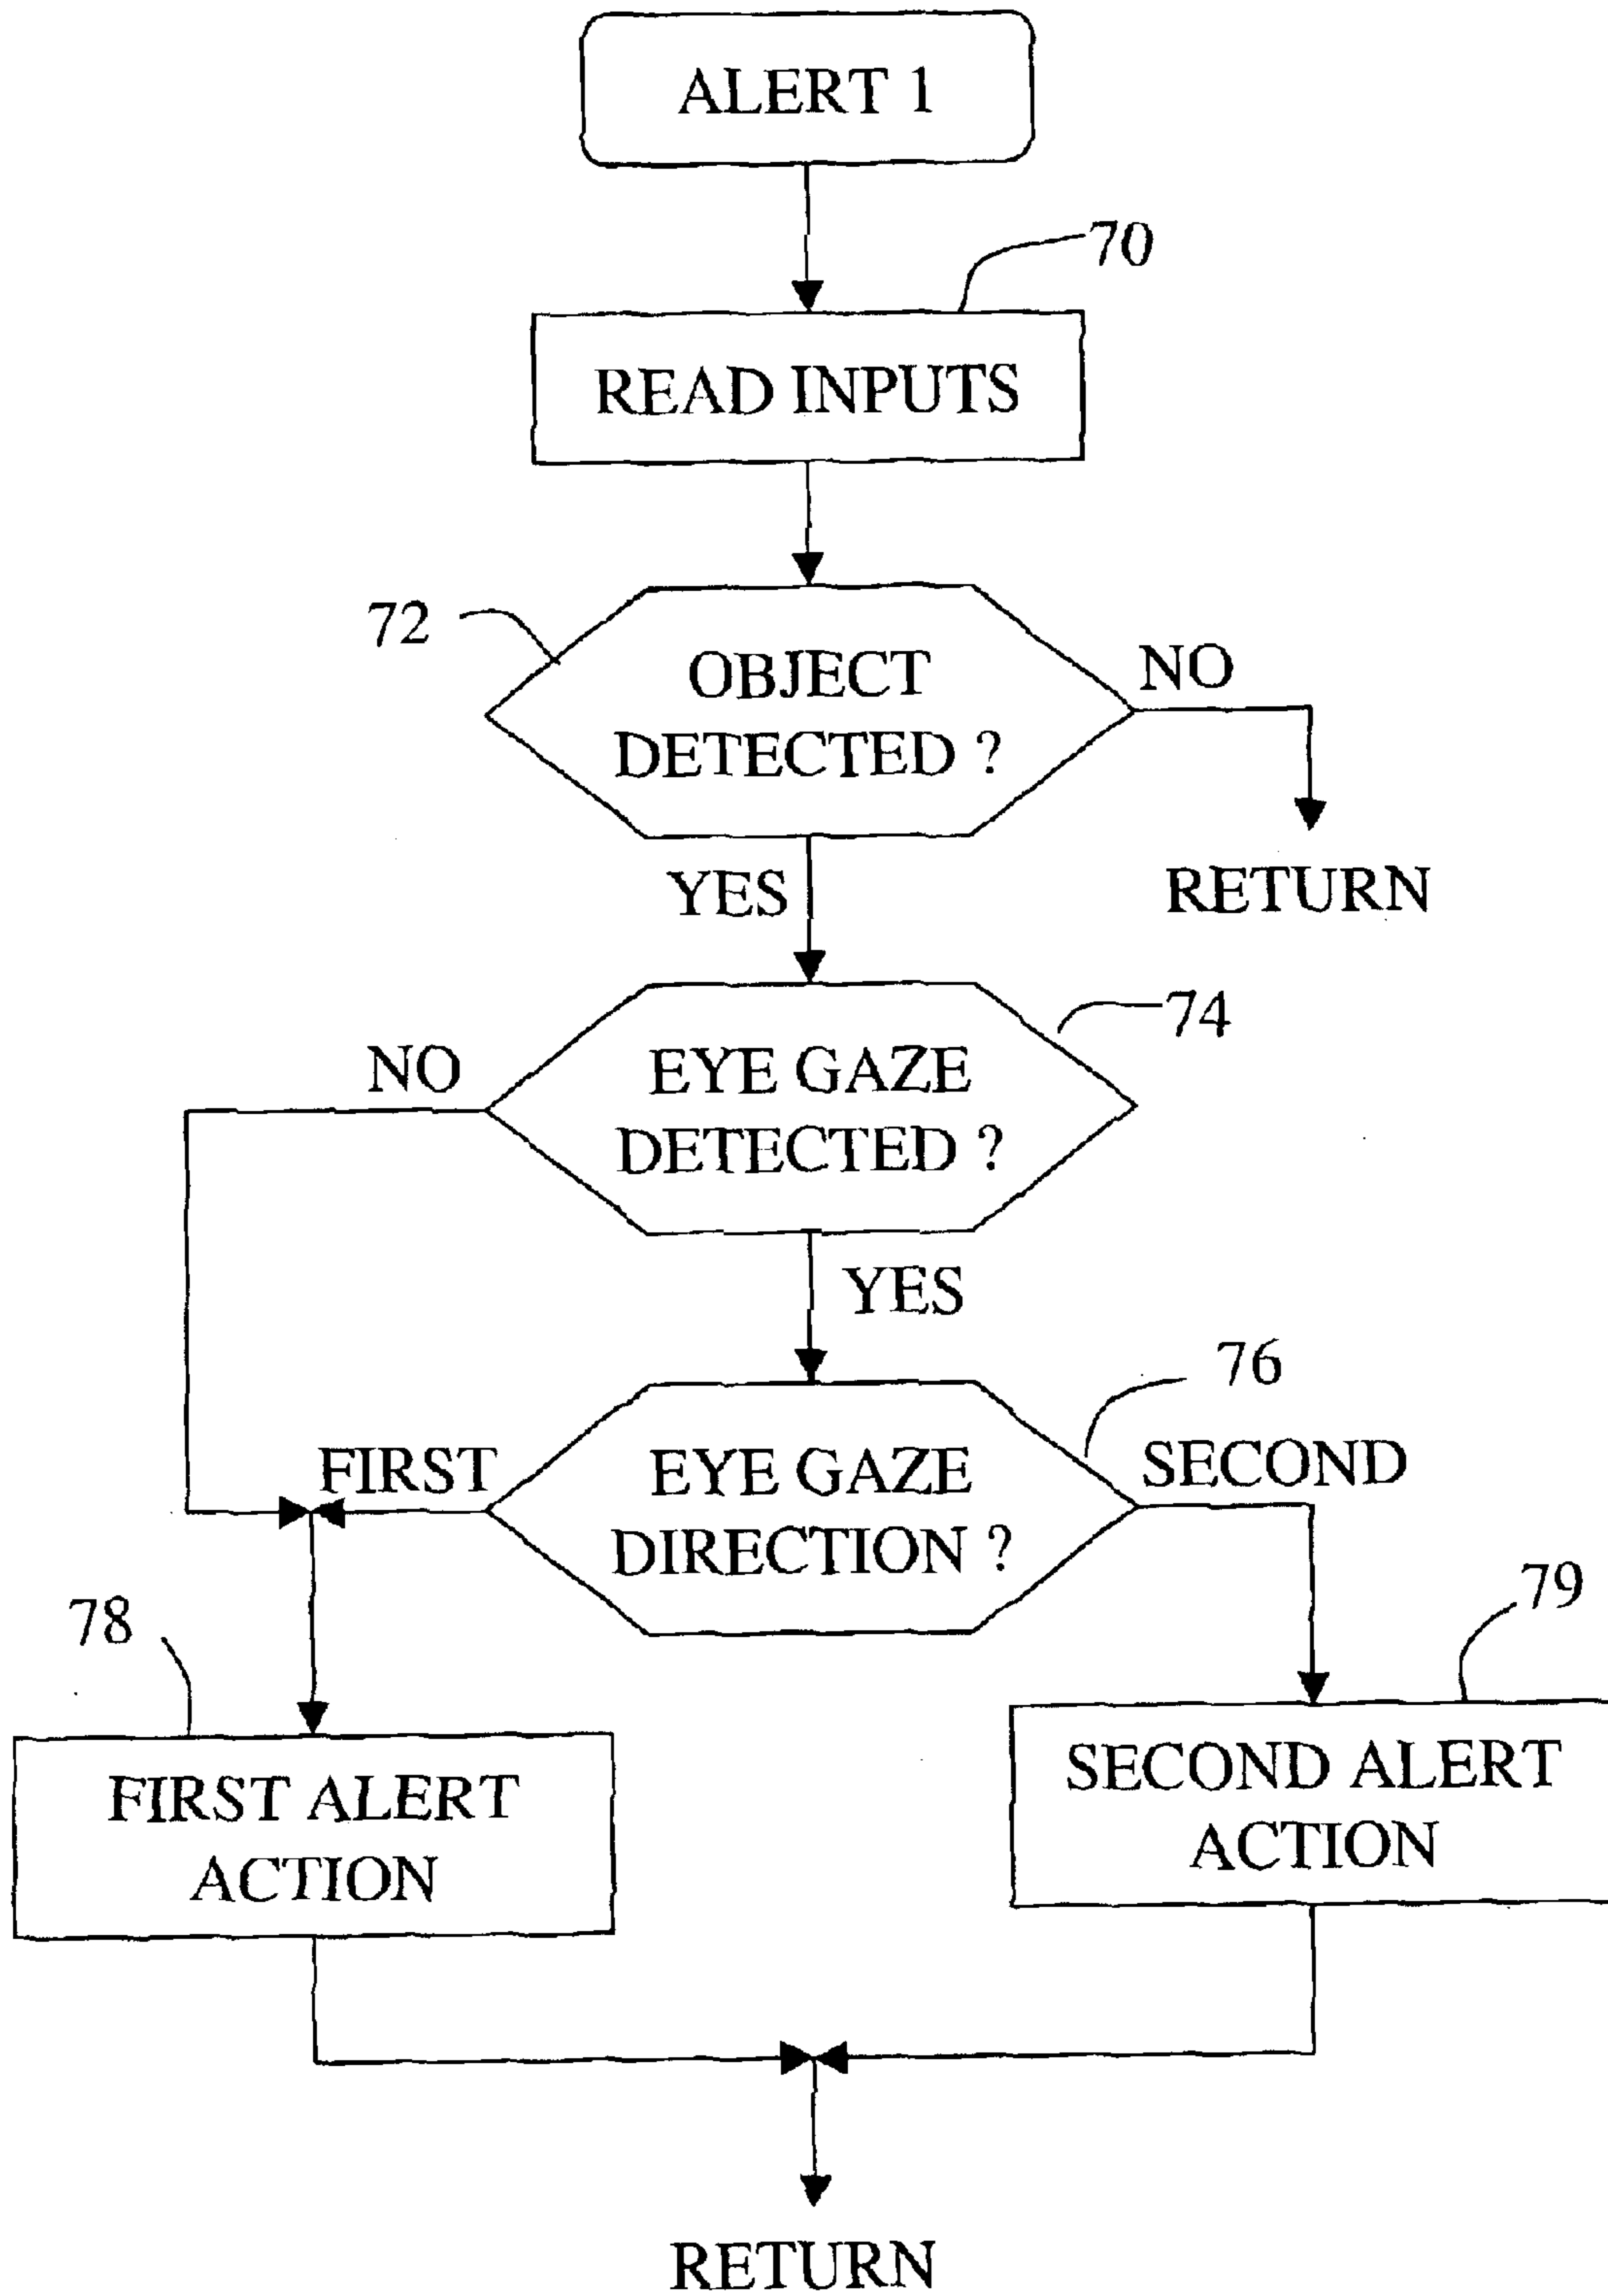 ALERT 1
70
READ INPUTS
72
OBJECT
DETECTED ?
NO
YES
RETURN
74
NO
EYE GAZE
DETECTED ?
YES
76
FIRST
EYE GAZE
DIRECTION ?
SECOND
78
79
FIRST ALERT
ACTION
SECOND ALERT
ACTION
RETURN